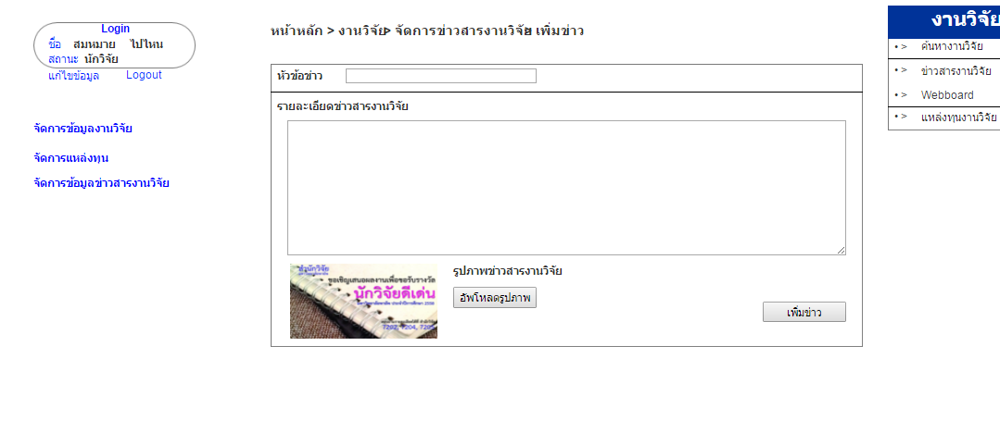 Login
ชื่อ สมหมาย ไปไหน
สถานะ นักวิจัย
แก้ไขข้อมูล Logout
จัดการข้อมูลงานวิจัย
จัดการแหล่งทุน
จัดการข้อมูลข่าวสารงานวิจัย
หน้าหลัก > งานวิจัย> จัดการข่าวสารงานวิจัย> เพิ่มข่าว
หัวข้อข่าว
รายละเอียดข่าวสารงานวิจัย
ขอเชิญเสนอผลงานเพื่อขอรับรางวัล
นักวิจัยดีเด่น
7202, 7204,
รูปภาพข่าวสารงานวิจัย
อัพโหลดรูปภาพ
เพิ่มข่าว
งานวิจัย
• > ค้นหางานวิจัย
• > ข่าวสารงานวิจัย
• > Webboard
• > แหล่งทุนงานวิจัย